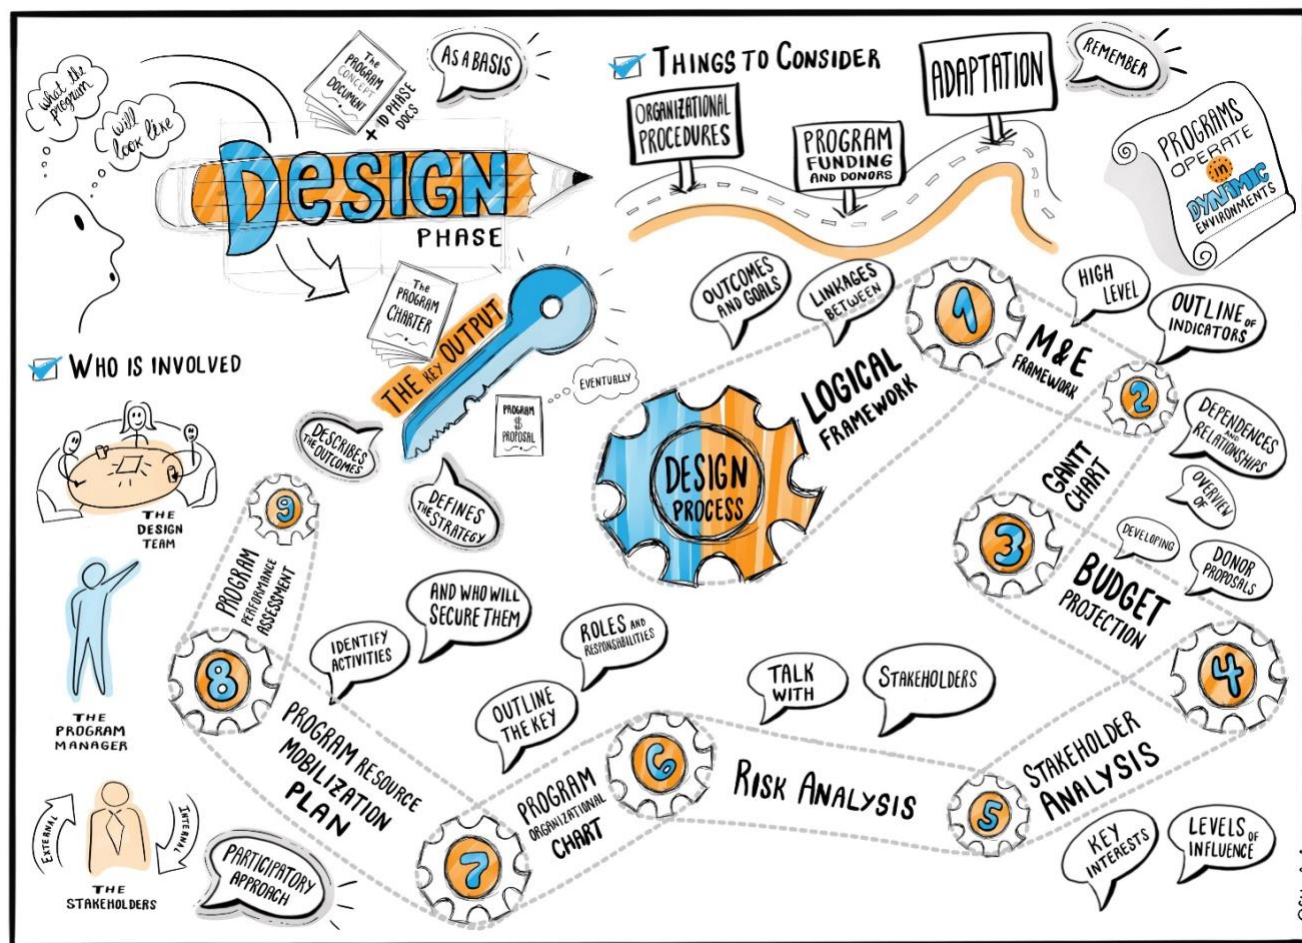 what the
program
will
look like
The
PROGRAM
CONCEPT
DOCUMENT
+ ID PHASE
DOCS
AS A BASIS
DESIGN
PHASE
The
PROGRAM
CHARTER
THE KEY OUTPUT
EVENTUALLY
PROGRAM
$
PROPOSAL
DESCRIBES
THE OUTCOMES
DEFINES
THE STRATEGY
WHO IS INVOLVED
THE
DESIGN
TEAM
THE
PROGRAM
MANAGER
EXTERNAL
INTERNAL
THE
STAKEHOLDERS
PARTICIPATORY
APPROACH
THINGS TO CONSIDER
ORGANIZATIONAL
PROCEDURES
PROGRAM
FUNDING
AND DONORS
ADAPTATION
REMEMBER
PROGRAMS
OPERATE
in
DYNAMIC
ENVIRONMENTS
DESIGN
PROCESS
OUTCOMES
AND GOALS
LINKAGES
BETWEEN
LOGICAL
FRAMEWORK
1
HIGH
LEVEL
OUTLINE OF
INDICATORS
M&E
FRAMEWORK
2
DEPENDENCES
AND
RELATIONSHIPS
OVERVIEW
OF
GANTT
CHART
3
DEVELOPING
DONOR
PROPOSALS
BUDGET
PROJECTION
4
STAKEHOLDER
ANALYSIS
KEY
INTERESTS
LEVELS OF
INFLUENCE
5
TALK
WITH
STAKEHOLDERS
RISK ANALYSIS
6
ROLES AND
RESPONSABILITIES
OUTLINE
THE KEY
PROGRAM
ORGANIZATIONAL
CHART
7
AND WHO WILL
SECURE THEM
IDENTIFY
ACTIVITIES
PROGRAM RESOURCE
MOBILIZATION
PLAN
8
PROGRAM
PERFORMANCE
ASSESSMENT
9